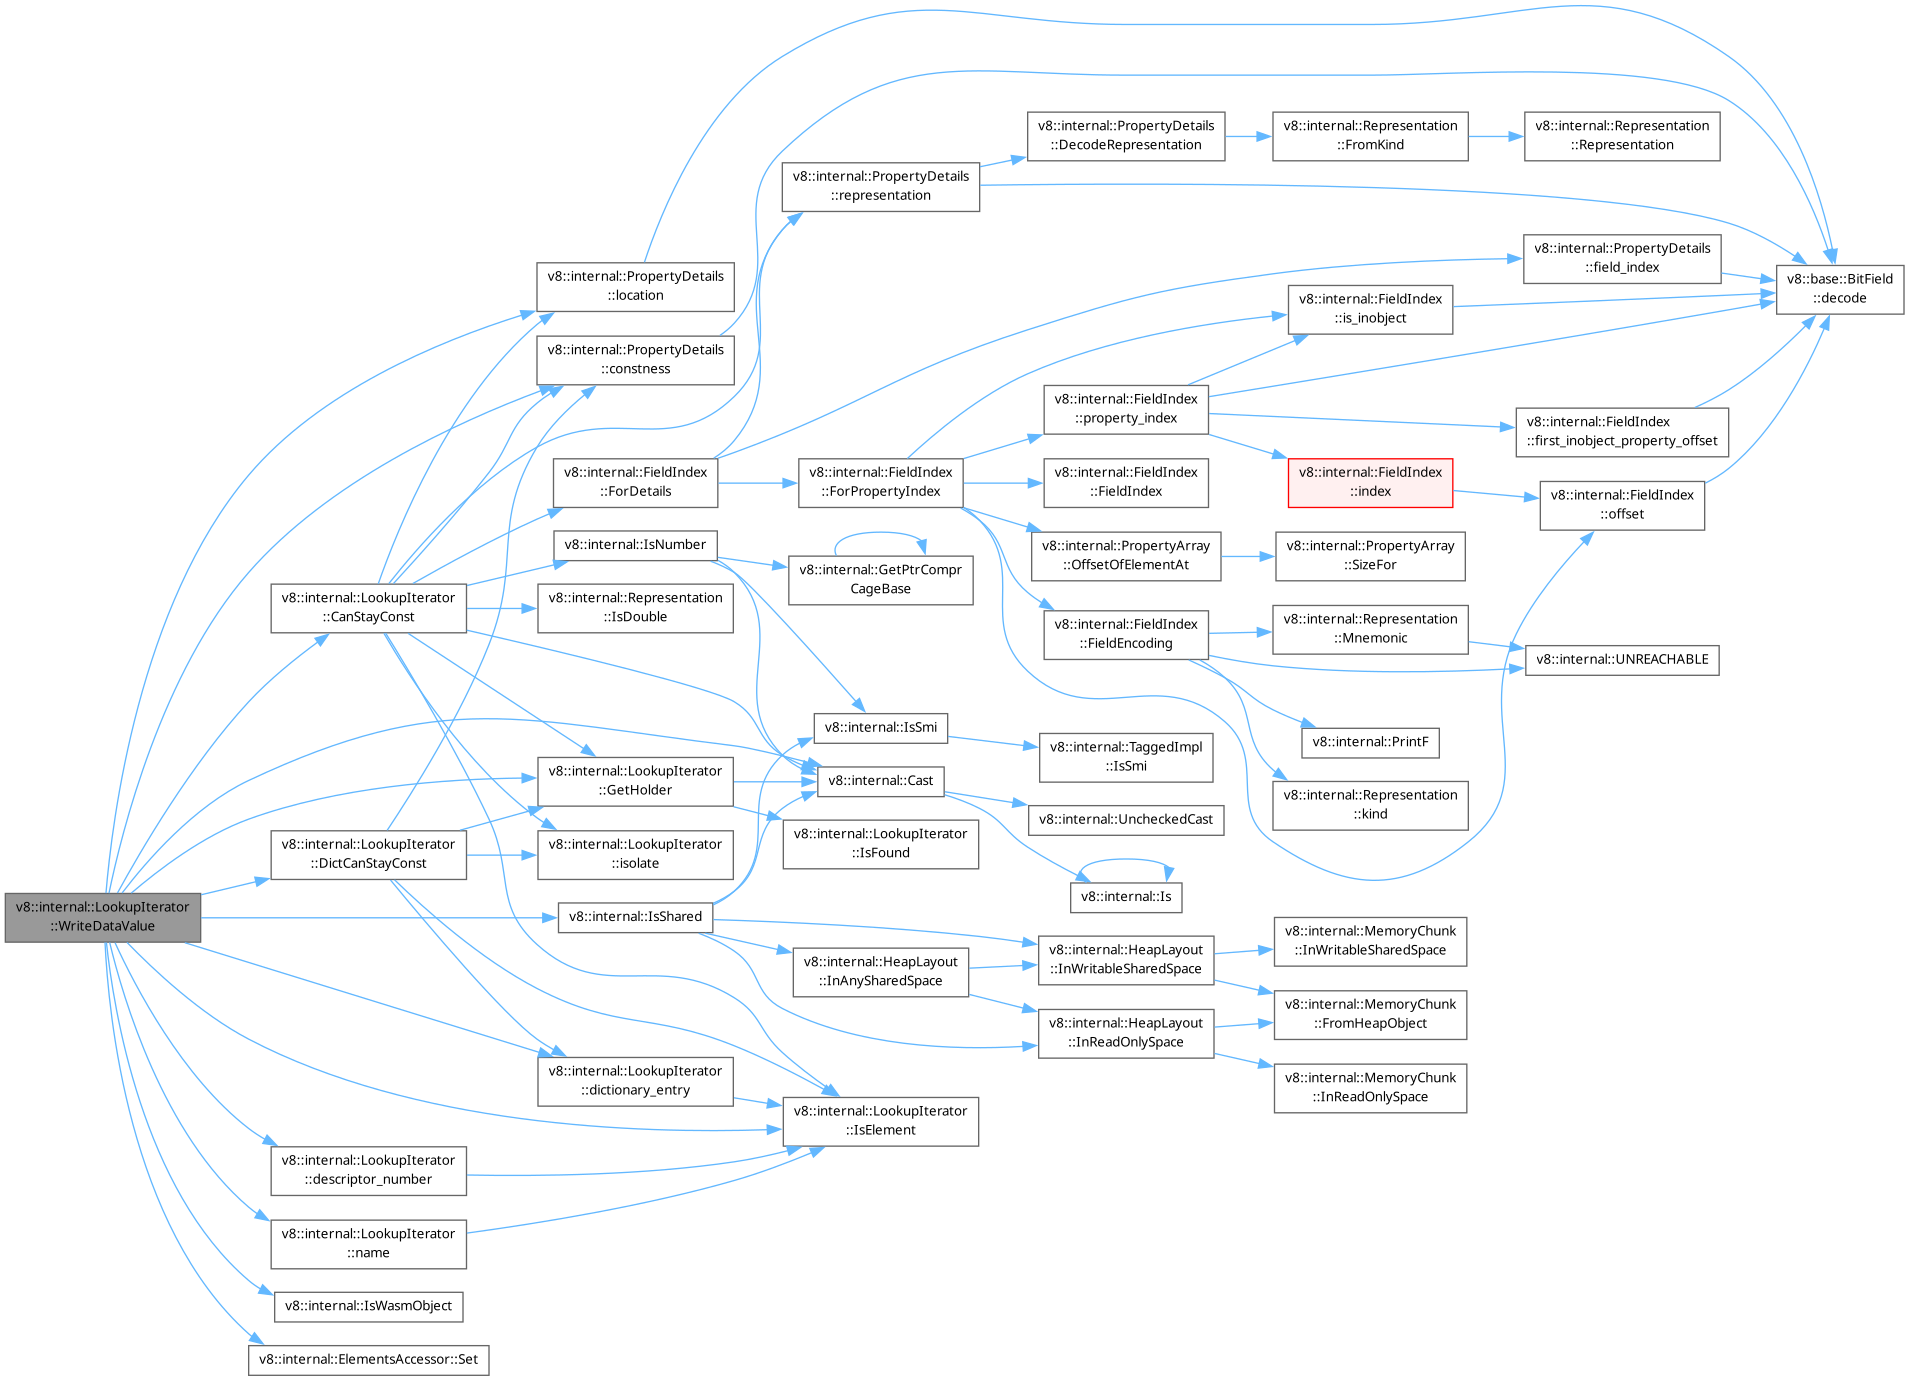 v8::internal::LookupIterator
::WriteDataValue
v8::internal::LookupIterator
::CanStayConst
v8::internal::LookupIterator
::DictCanStayConst
v8::internal::LookupIterator
::descriptor_number
v8::internal::LookupIterator
::name
v8::internal::IsWasmObject
v8::internal::ElementsAccessor::Set
v8::internal::PropertyDetails
::location
v8::internal::PropertyDetails
::constness
v8::internal::FieldIndex
::ForDetails
v8::internal::IsNumber
v8::internal::Representation
::IsDouble
v8::internal::LookupIterator
::GetHolder
v8::internal::LookupIterator
::isolate
v8::internal::IsShared
v8::internal::LookupIterator
::dictionary_entry
v8::internal::PropertyDetails
::representation
v8::internal::FieldIndex
::ForPropertyIndex
v8::internal::GetPtrCompr
CageBase
v8::internal::IsSmi
v8::internal::Cast
v8::internal::LookupIterator
::IsFound
v8::internal::HeapLayout
::InAnySharedSpace
v8::internal::LookupIterator
::IsElement
v8::internal::PropertyDetails
::DecodeRepresentation
v8::internal::FieldIndex
::property_index
v8::internal::FieldIndex
::FieldIndex
v8::internal::PropertyArray
::OffsetOfElementAt
v8::internal::FieldIndex
::FieldEncoding
v8::internal::TaggedImpl
::IsSmi
v8::internal::UncheckedCast
v8::internal::Is
v8::internal::HeapLayout
::InWritableSharedSpace
v8::internal::HeapLayout
::InReadOnlySpace
v8::internal::Representation
::FromKind
v8::internal::FieldIndex
::is_inobject
v8::internal::FieldIndex
::index
v8::internal::PropertyArray
::SizeFor
v8::internal::Representation
::Mnemonic
v8::internal::PrintF
v8::internal::Representation
::kind
v8::internal::MemoryChunk
::InWritableSharedSpace
v8::internal::MemoryChunk
::FromHeapObject
v8::internal::MemoryChunk
::InReadOnlySpace
v8::internal::Representation
::Representation
v8::internal::PropertyDetails
::field_index
v8::internal::FieldIndex
::first_inobject_property_offset
v8::internal::FieldIndex
::offset
v8::internal::UNREACHABLE
v8::base::BitField
::decode